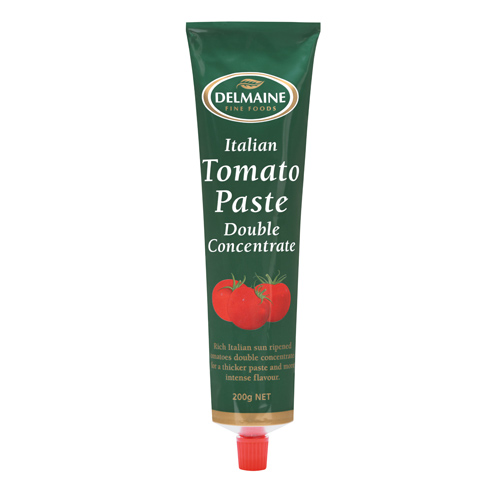 DELMAINE
FINE FOODS
Italian
Tomato
Paste
Double
Concentrate
Rich Italian sun ripened
tomatoes double concentrate
for a thicker paste and more
intense flavour.
200g NET